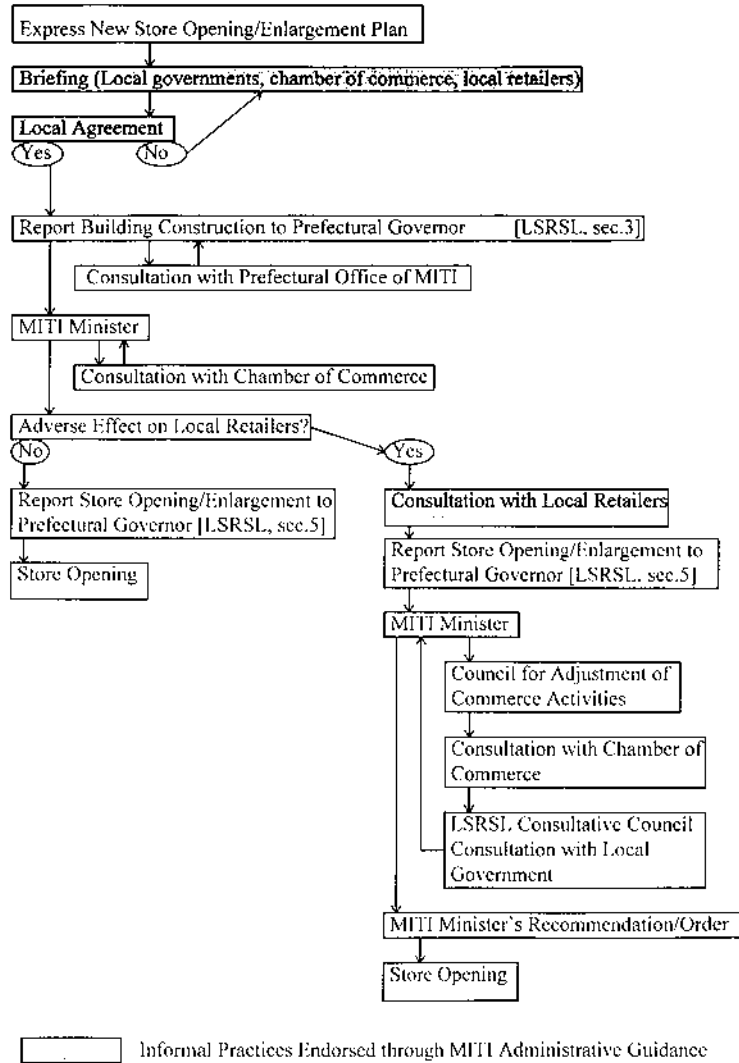 Express New Store Opening/Enlargement Plan
Briefing (Local governments, chamber of commerce, local retailers)
Local Agreement
Yes
No
Report Building Construction to Prefectural Governor [LSRSL, sec.3]
Consultation with Prefectural Office of MITI
MITI Minister
Consultation with Chamber of Commerce
Adverse Effect on Local Retailers?
No
Yes
Report Store Opening/Enlargement to
Prefectural Governor [LSRSL, sec.5]
Store Opening
Consultation with Local Retailers
Report Store Opening/Enlargement to
Prefectural Governor [LSRSL, sec.5]
MITI Minister
Council for Adjustment of
Commerce Activities
Consultation with Chamber of
Commerce
LSRSL Consultative Council
Consultation with Local
Government
MITI Minister's Recommendation/Order
Store Opening
Informal Practices Endorsed through MITI Administrative Guidance